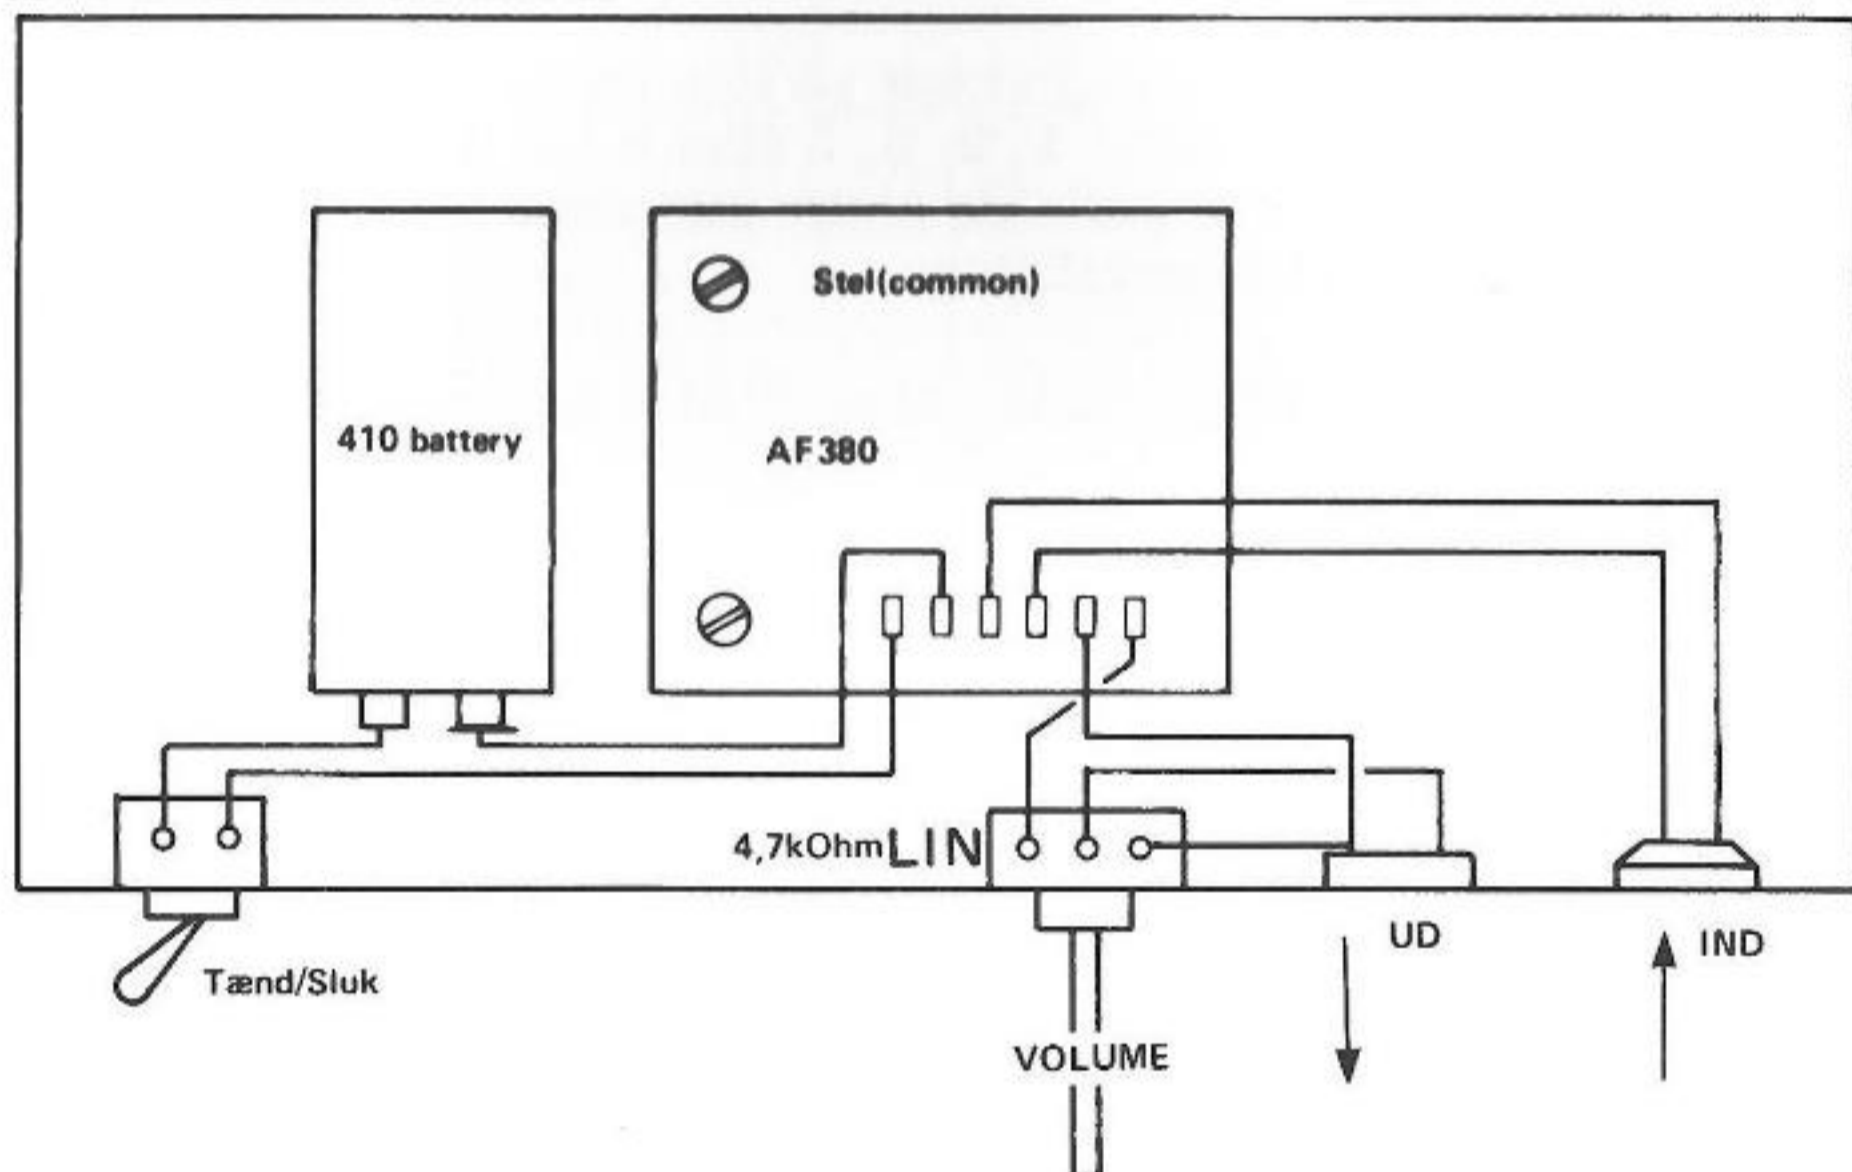 Stel(common)
410 battery
AF380
4,7kOhm LIN
UD
IND
Tænd/Sluk
VOLUME